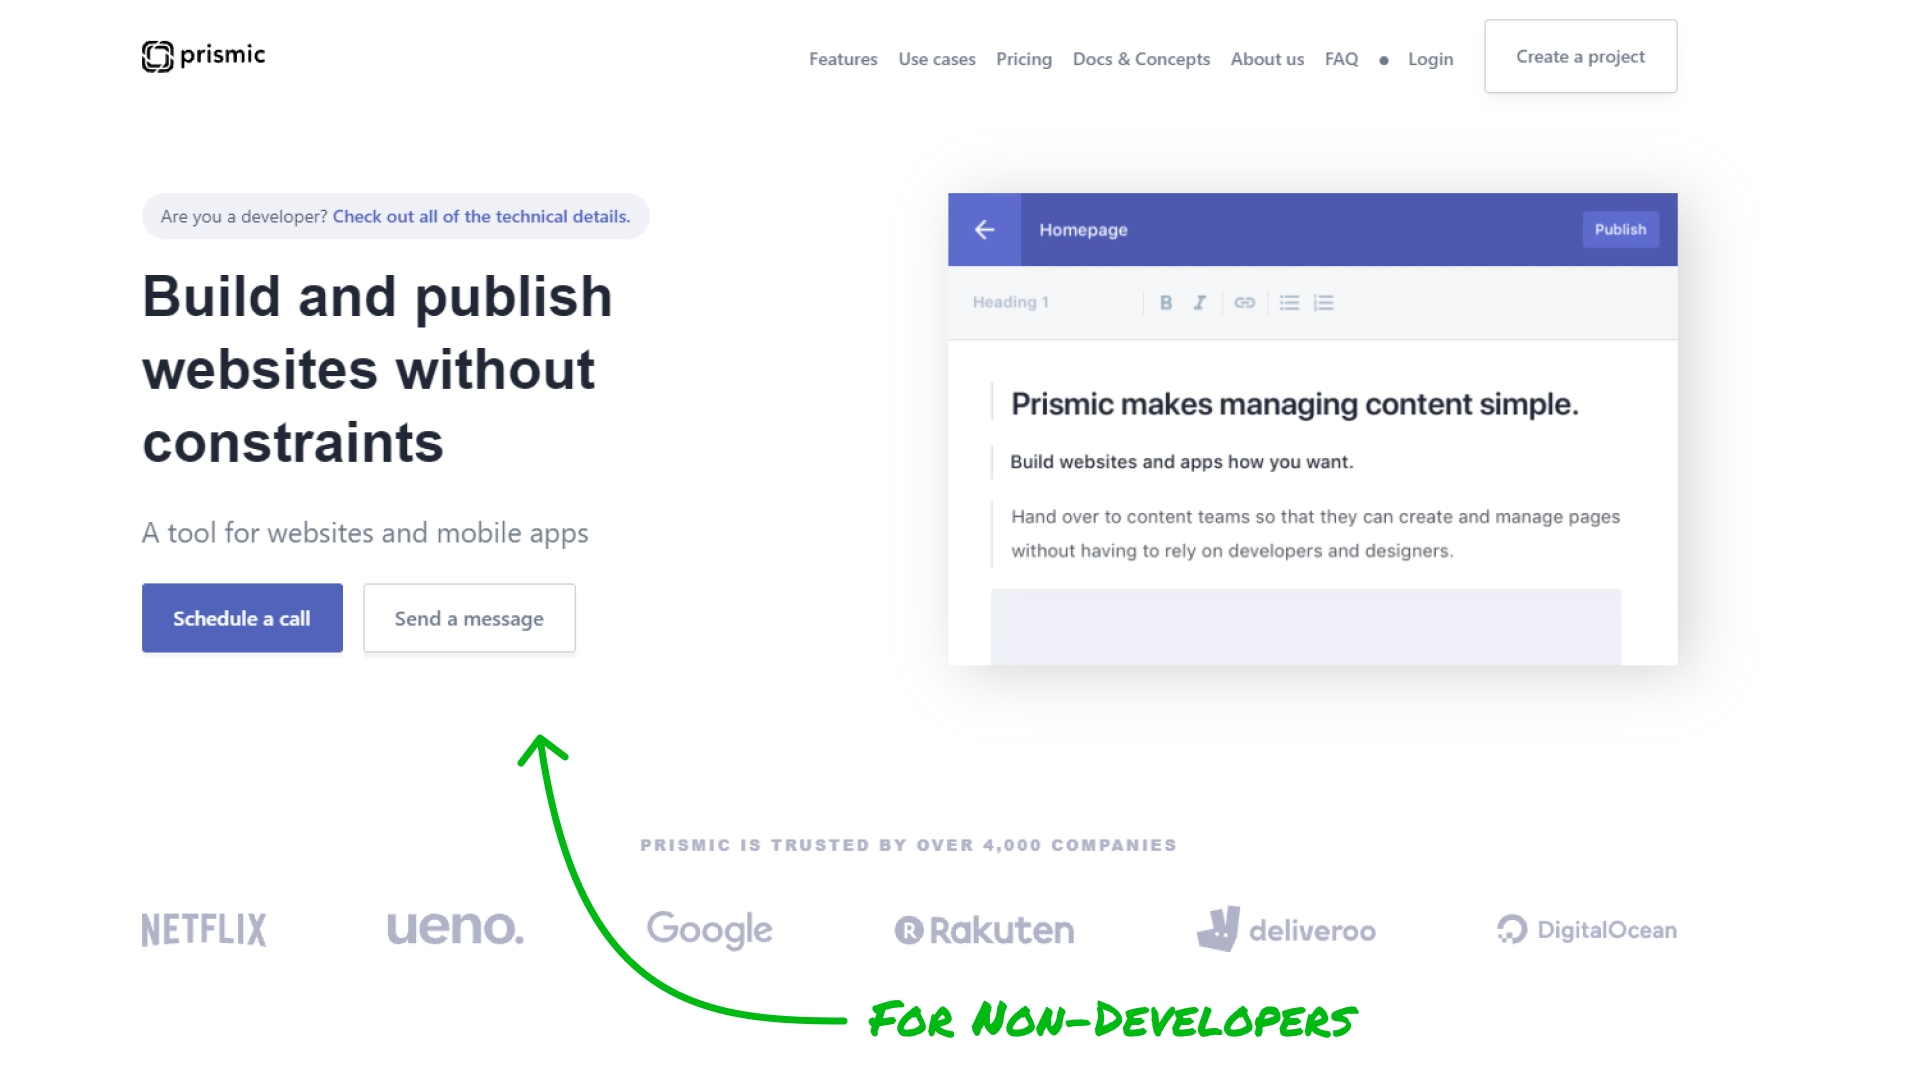 prismic
Features Use cases Pricing Docs & Concepts About us FAQ • Login Create a project
Are you a developer? Check out all of the technical details.
Build and publish
websites without
constraints
A tool for websites and mobile apps
Schedule a call Send a message
Homepage Publish
Heading 1 B I
Prismic makes managing content simple.
Build websites and apps how you want.
Hand over to content teams so that they can create and manage pages
without having to rely on developers and designers.
PRISMIC IS TRUSTED BY OVER 4,000 COMPANIES
NETFLIX ueno. Google R Rakuten deliveroo DigitalOcean
FOR NON-DEVELOPERS